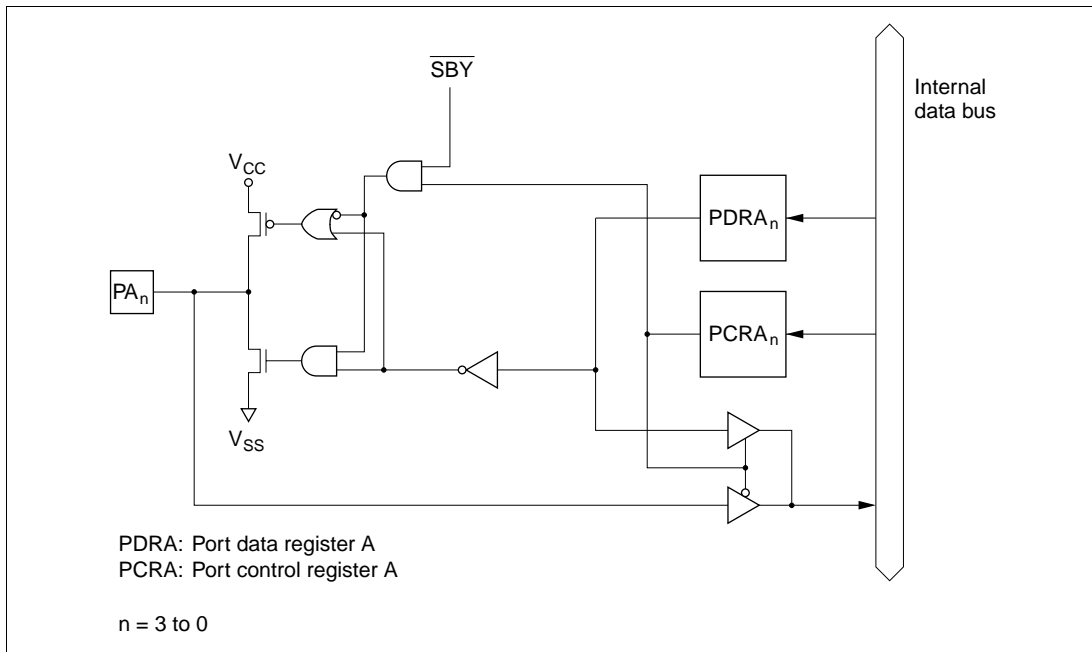 SBY
Internal
data bus
VCC
PDRAn
PAn
PCRAn
VSS
PDRA: Port data register A
PCRA: Port control register A
n = 3 to 0